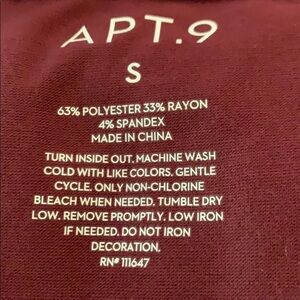 APT.9
S
63% POLYESTER 33% RAYON
4% SPANDEX
MADE IN CHINA
TURN INSIDE OUT. MACHINE WASH
COLD WITH LIKE COLORS. GENTLE
CYCLE. ONLY NON-CHLORINE
BLEACH WHEN NEEDED. TUMBLE DRY
LOW. REMOVE PROMPTLY. LOW IRON
IF NEEDED. DO NOT IRON
DECORATION.
RN# 111647